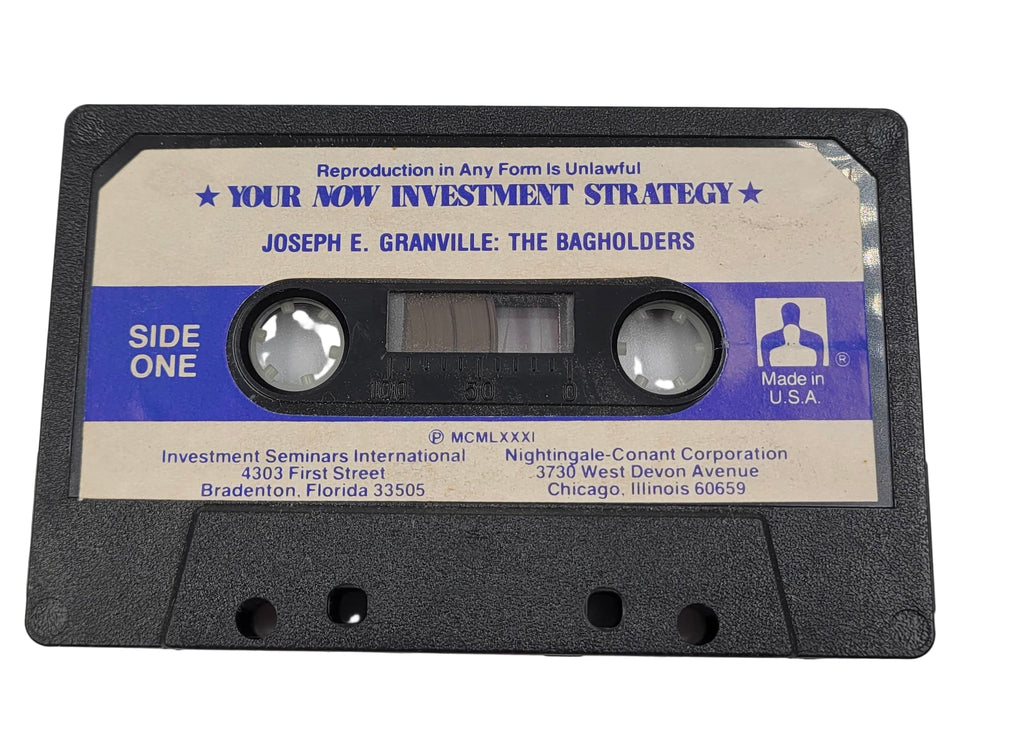 Reproduction in Any Form Is Unlawful
★ YOUR NOW INVESTMENT STRATEGY ★
JOSEPH E. GRANVILLE: THE BAGHOLDERS
SIDE
ONE
100 50 0
®
Made in
U.S.A.
℗ MCMLXXXI
Investment Seminars International
4303 First Street
Bradenton, Florida 33505
Nightingale-Conant Corporation
3730 West Devon Avenue
Chicago, Illinois 60659